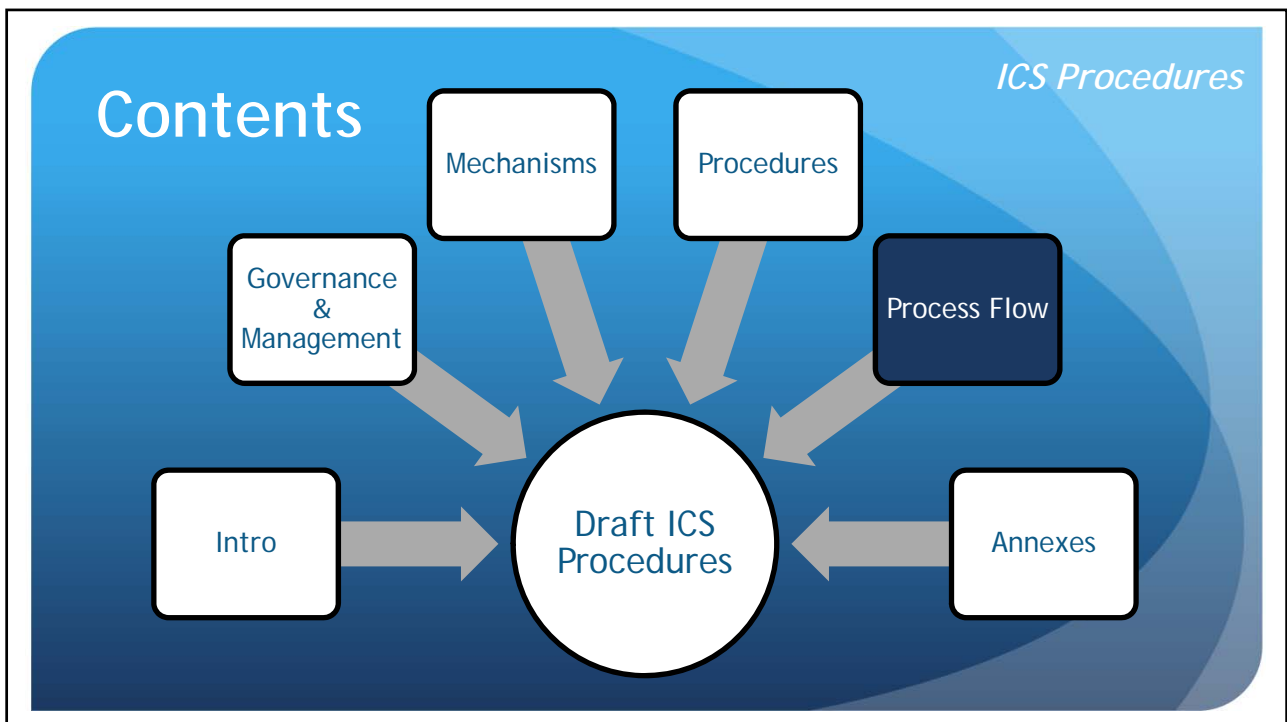 ICS Procedures
Contents
Mechanisms
Procedures
Governance
&
Management
Process Flow
Intro
Draft ICS
Procedures
Annexes